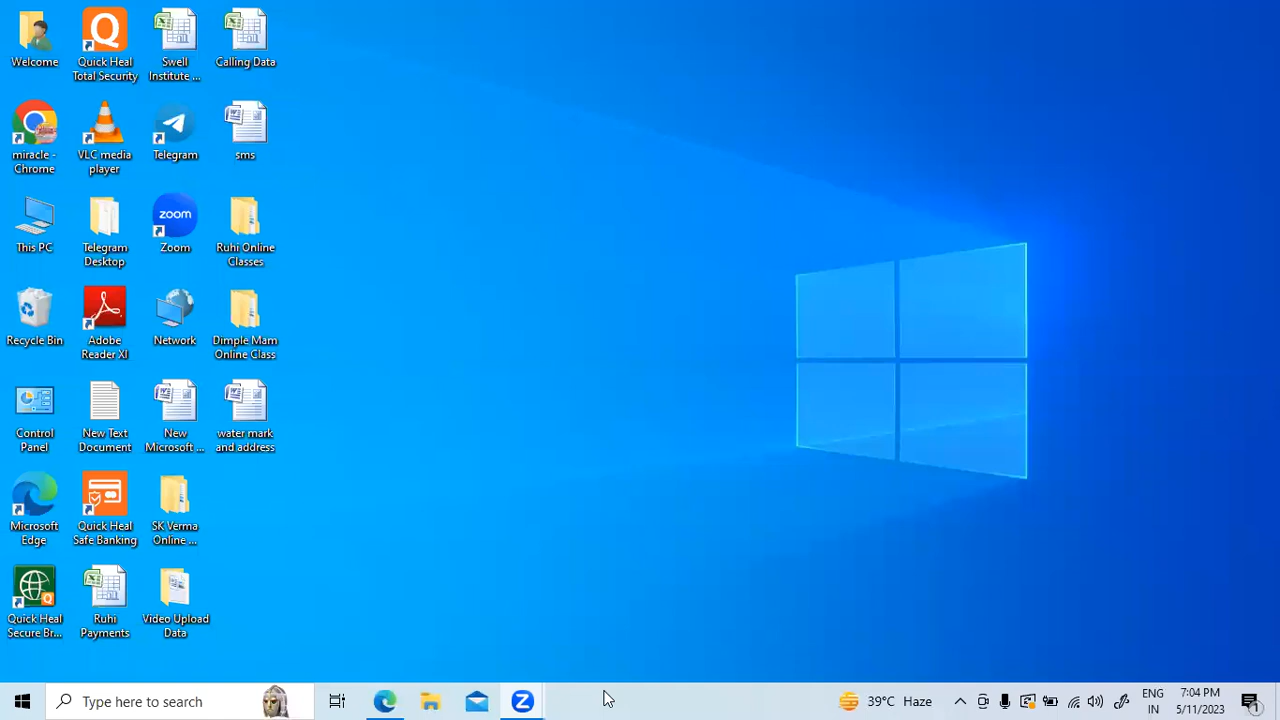 Welcome
Quick Heal
Total Security
Swell
Institute ...
Calling Data
miracle -
Chrome
VLC media
player
Telegram
sms
This PC
Telegram
Desktop
zoom
Zoom
Ruhi Online
Classes
Recycle Bin
Adobe
Reader XI
Network
Dimple Mam
Online Class
Control
Panel
New Text
Document
New
Microsoft ...
water mark
and address
Microsoft
Edge
Quick Heal
Safe Banking
SK Verma
Online ...
Quick Heal
Secure Br...
Ruhi
Payments
Video Upload
Data
Type here to search
39°C Haze
ENG
IN
7:04 PM
5/11/2023
1